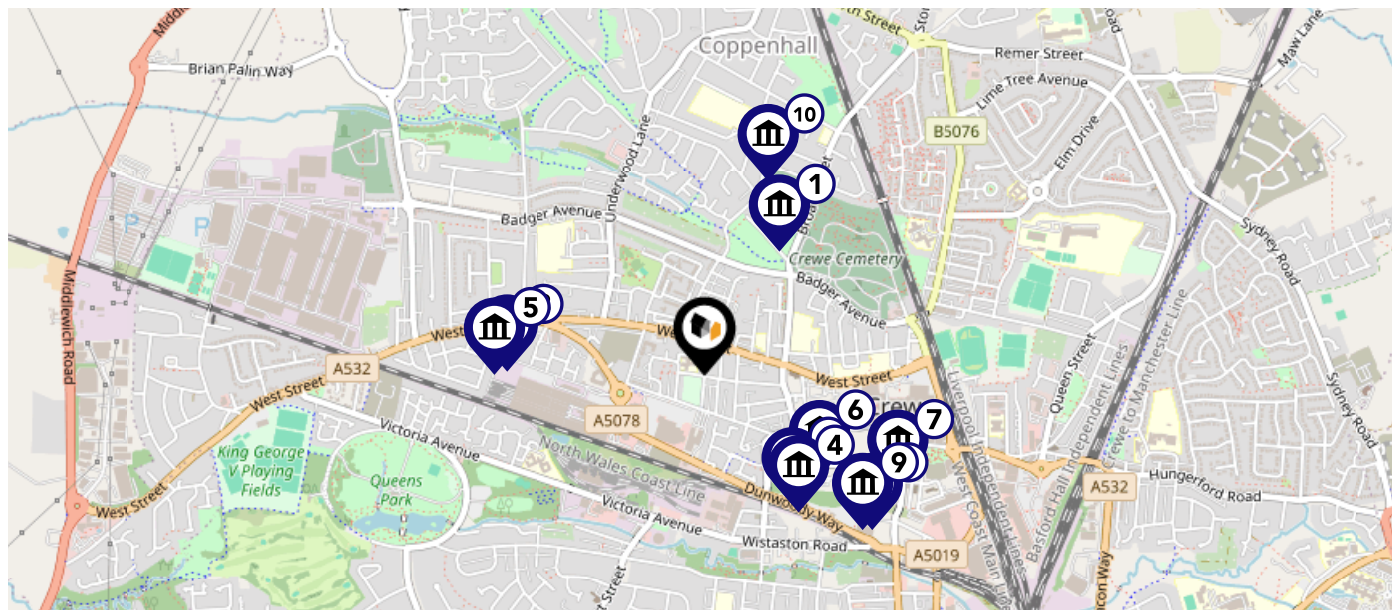 Coppenhall
Remer Street
Maw Lane
Brian Palin Way
Lime Tree Avenue
10
B5076
Elm Drive
Underwood Lane
1
P
P
Badger Avenue
Sydney Road
Crewe Cemetery
Middlewich Road
Badger Avenue
5
A532
West Street
West Street
Queen Street
Crewe to Manchester Line
Sydney Road
A5078
6
7
Victoria Avenue
4
9
King George
V Playing
Fields
North Wales Coast Line
Queens
Park
Liverpool Independent Lines
Basford Hall Independent Lines
West Coast Main
Hungerford Road
A532
West Street
Dunwoody Way
Victoria Avenue
Wistaston Road
A5019